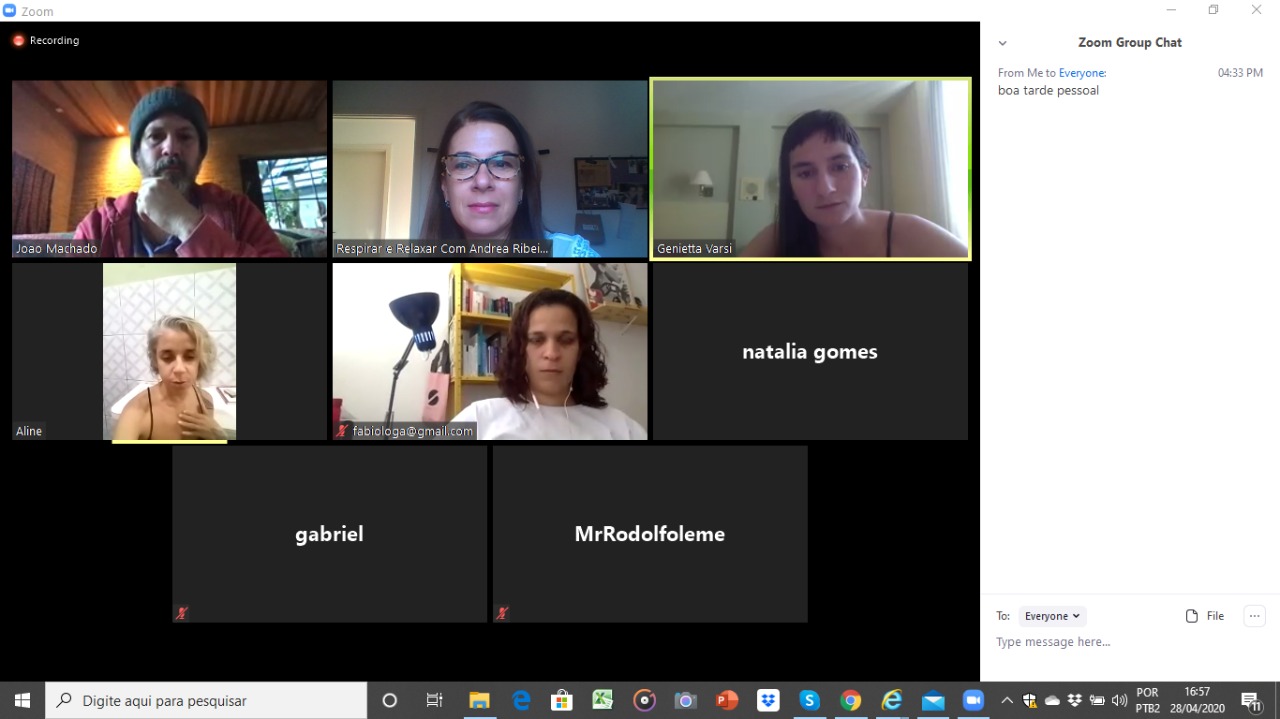 Zoom
Recording
Zoom Group Chat
From Me to Everyone: 04:33 PM
boa tarde pessoal
Joao Machado
Respirar e Relaxar Com Andrea Ribei...
Genietta Varsi
Aline
fabiologa@gmail.com
natalia gomes
gabriel
MrRodolfoleme
To: Everyone File
Type message here...
Digite aqui para pesquisar
POR
PTB2
16:57
28/04/2020
11